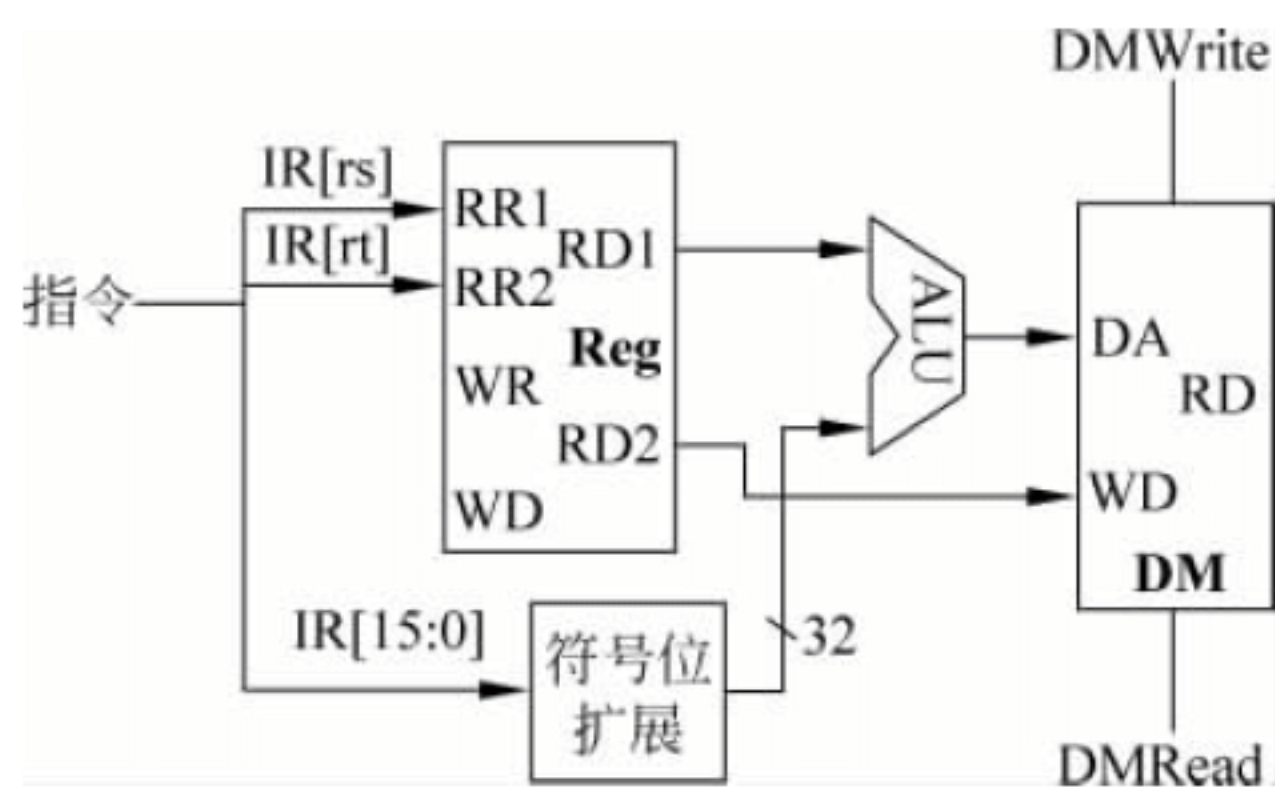 DMWrite
IR[rs]
IR[rt]
指令
RR1
RD1
RR2
Reg
WR
RD2
WD
ALU
DA
RD
WD
DM
IR[15:0]
符号位
扩展
32
DMRead